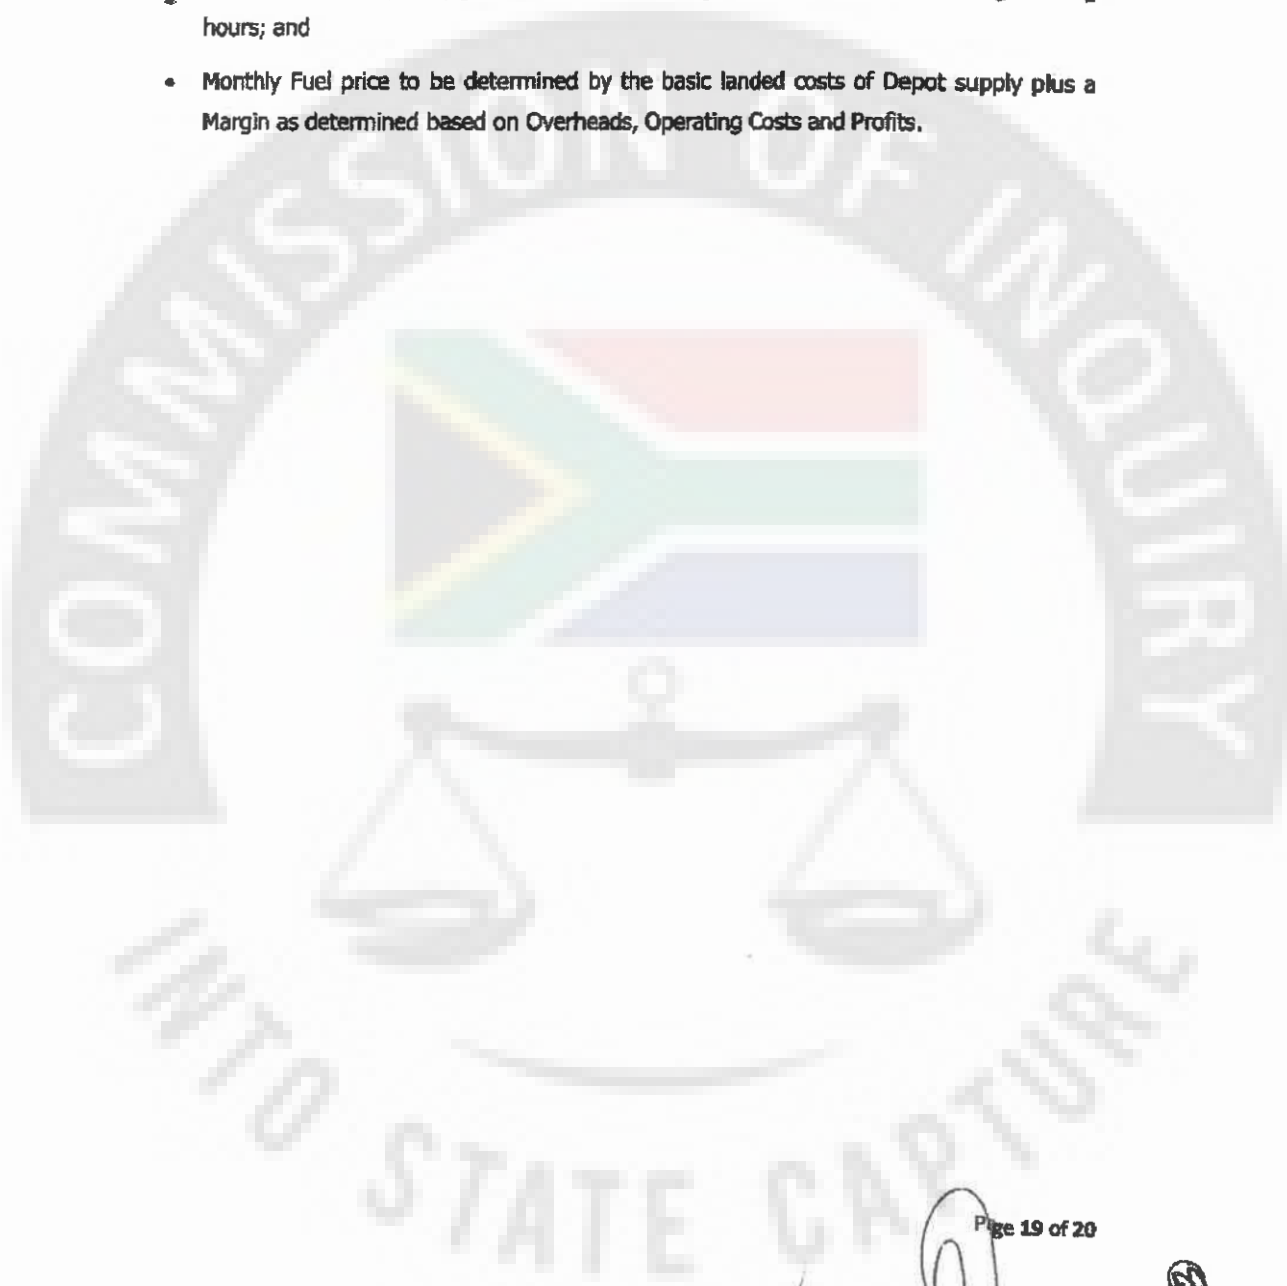 hours; and
• Monthly Fuel price to be determined by the basic landed costs of Depot supply plus a
Margin as determined based on Overheads, Operating Costs and Profits.
COMMISSION OF INQUIRY
INTO STATE CAPTURE
Page 19 of 20